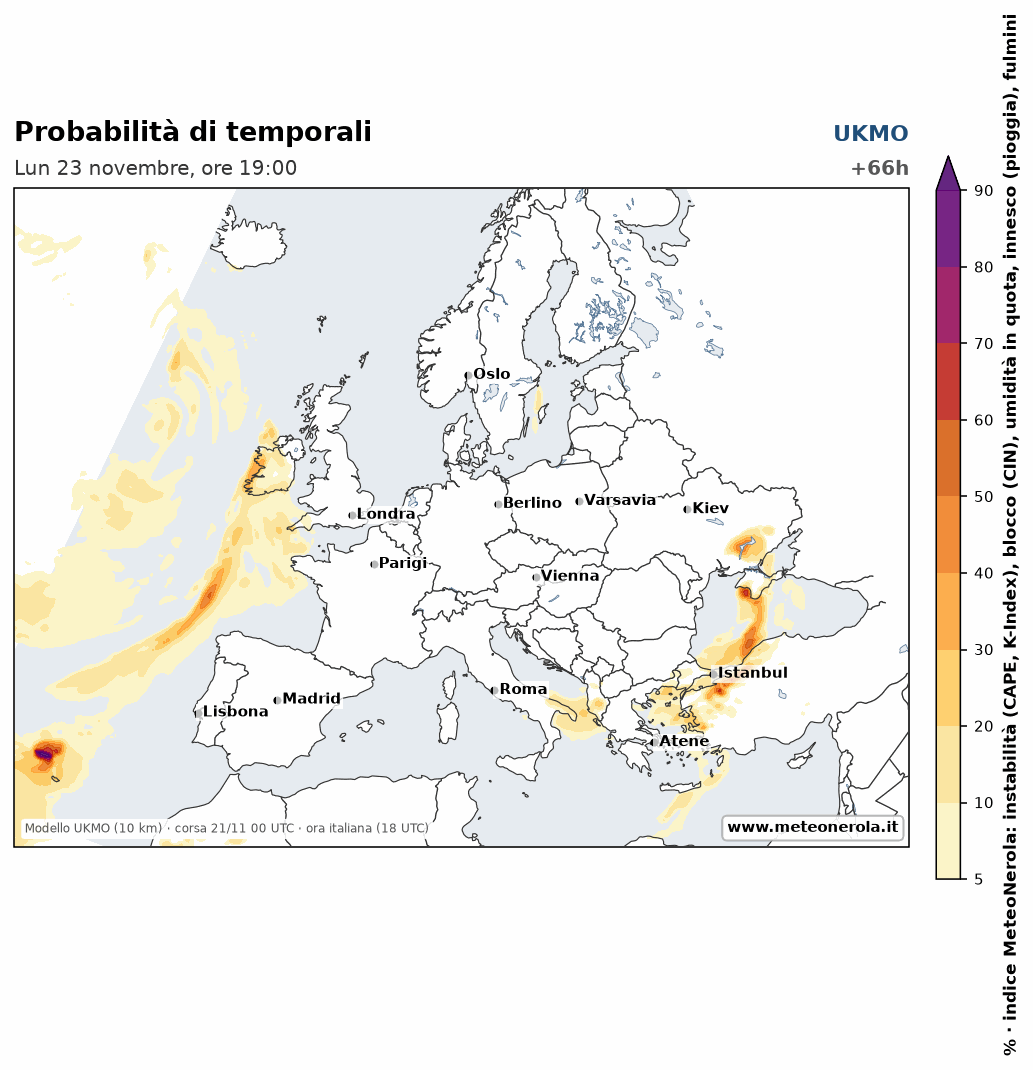 Probabilità di temporali
UKMO
Lun 23 novembre, ore 19:00
+66h
Oslo
Londra
Berlino
Varsavia
Kiev
Parigi
Vienna
Istanbul
Roma
Madrid
Lisbona
Atene
Modello UKMO (10 km) · corsa 21/11 00 UTC · ora italiana (18 UTC)
www.meteonerola.it
90
80
70
60
50
40
30
20
10
5
% · indice MeteoNerola: instabilità (CAPE, K-Index), blocco (CIN), umidità in quota, innesco (pioggia), fulmini